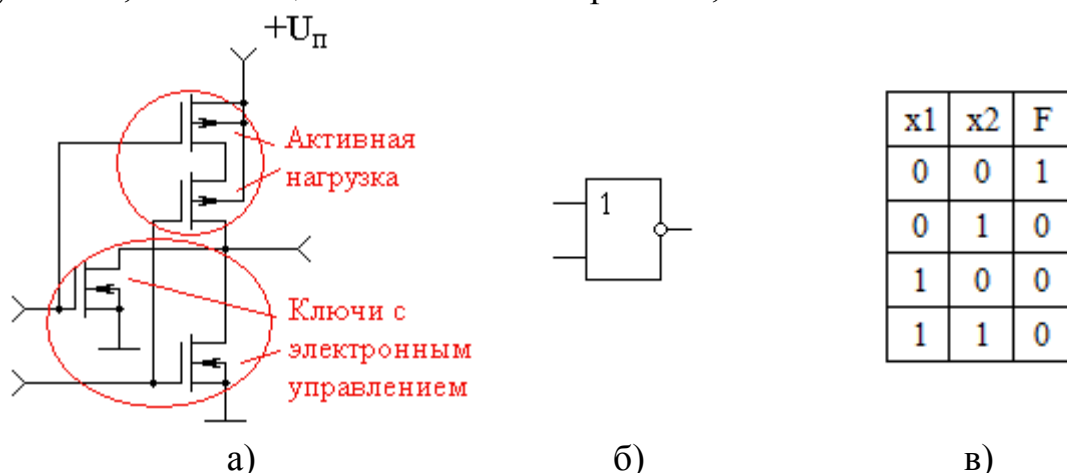 +Uп
Активная
нагрузка
Ключи с
электронным
управлением
1
x1 x2 F
0 0 1
0 1 0
1 0 0
1 1 0
а) б) в)